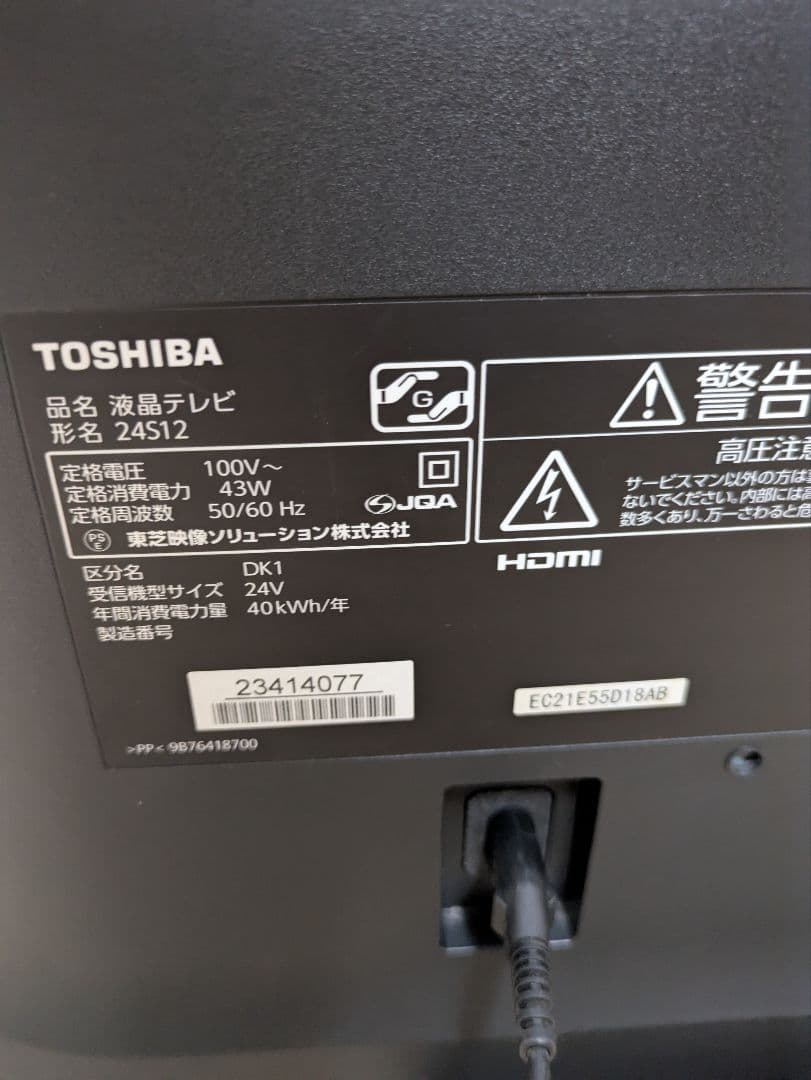 TOSHIBA
品名 液晶テレビ
形名 24S12
G
定格電圧 100V～
定格消費電力 43W
定格周波数 50/60 Hz
JQA
PS
E
東芝映像ソリューション株式会社
区分名 DK1
受信機型サイズ 24V
年間消費電力量 40kWh/年
製造番号
23414077
>PP< 9B76418700
警告
高圧注意
サービスマン以外の方は
ないでください。内部には
数多くあり、万一さわると危
HDMI
EC21E55D18AB